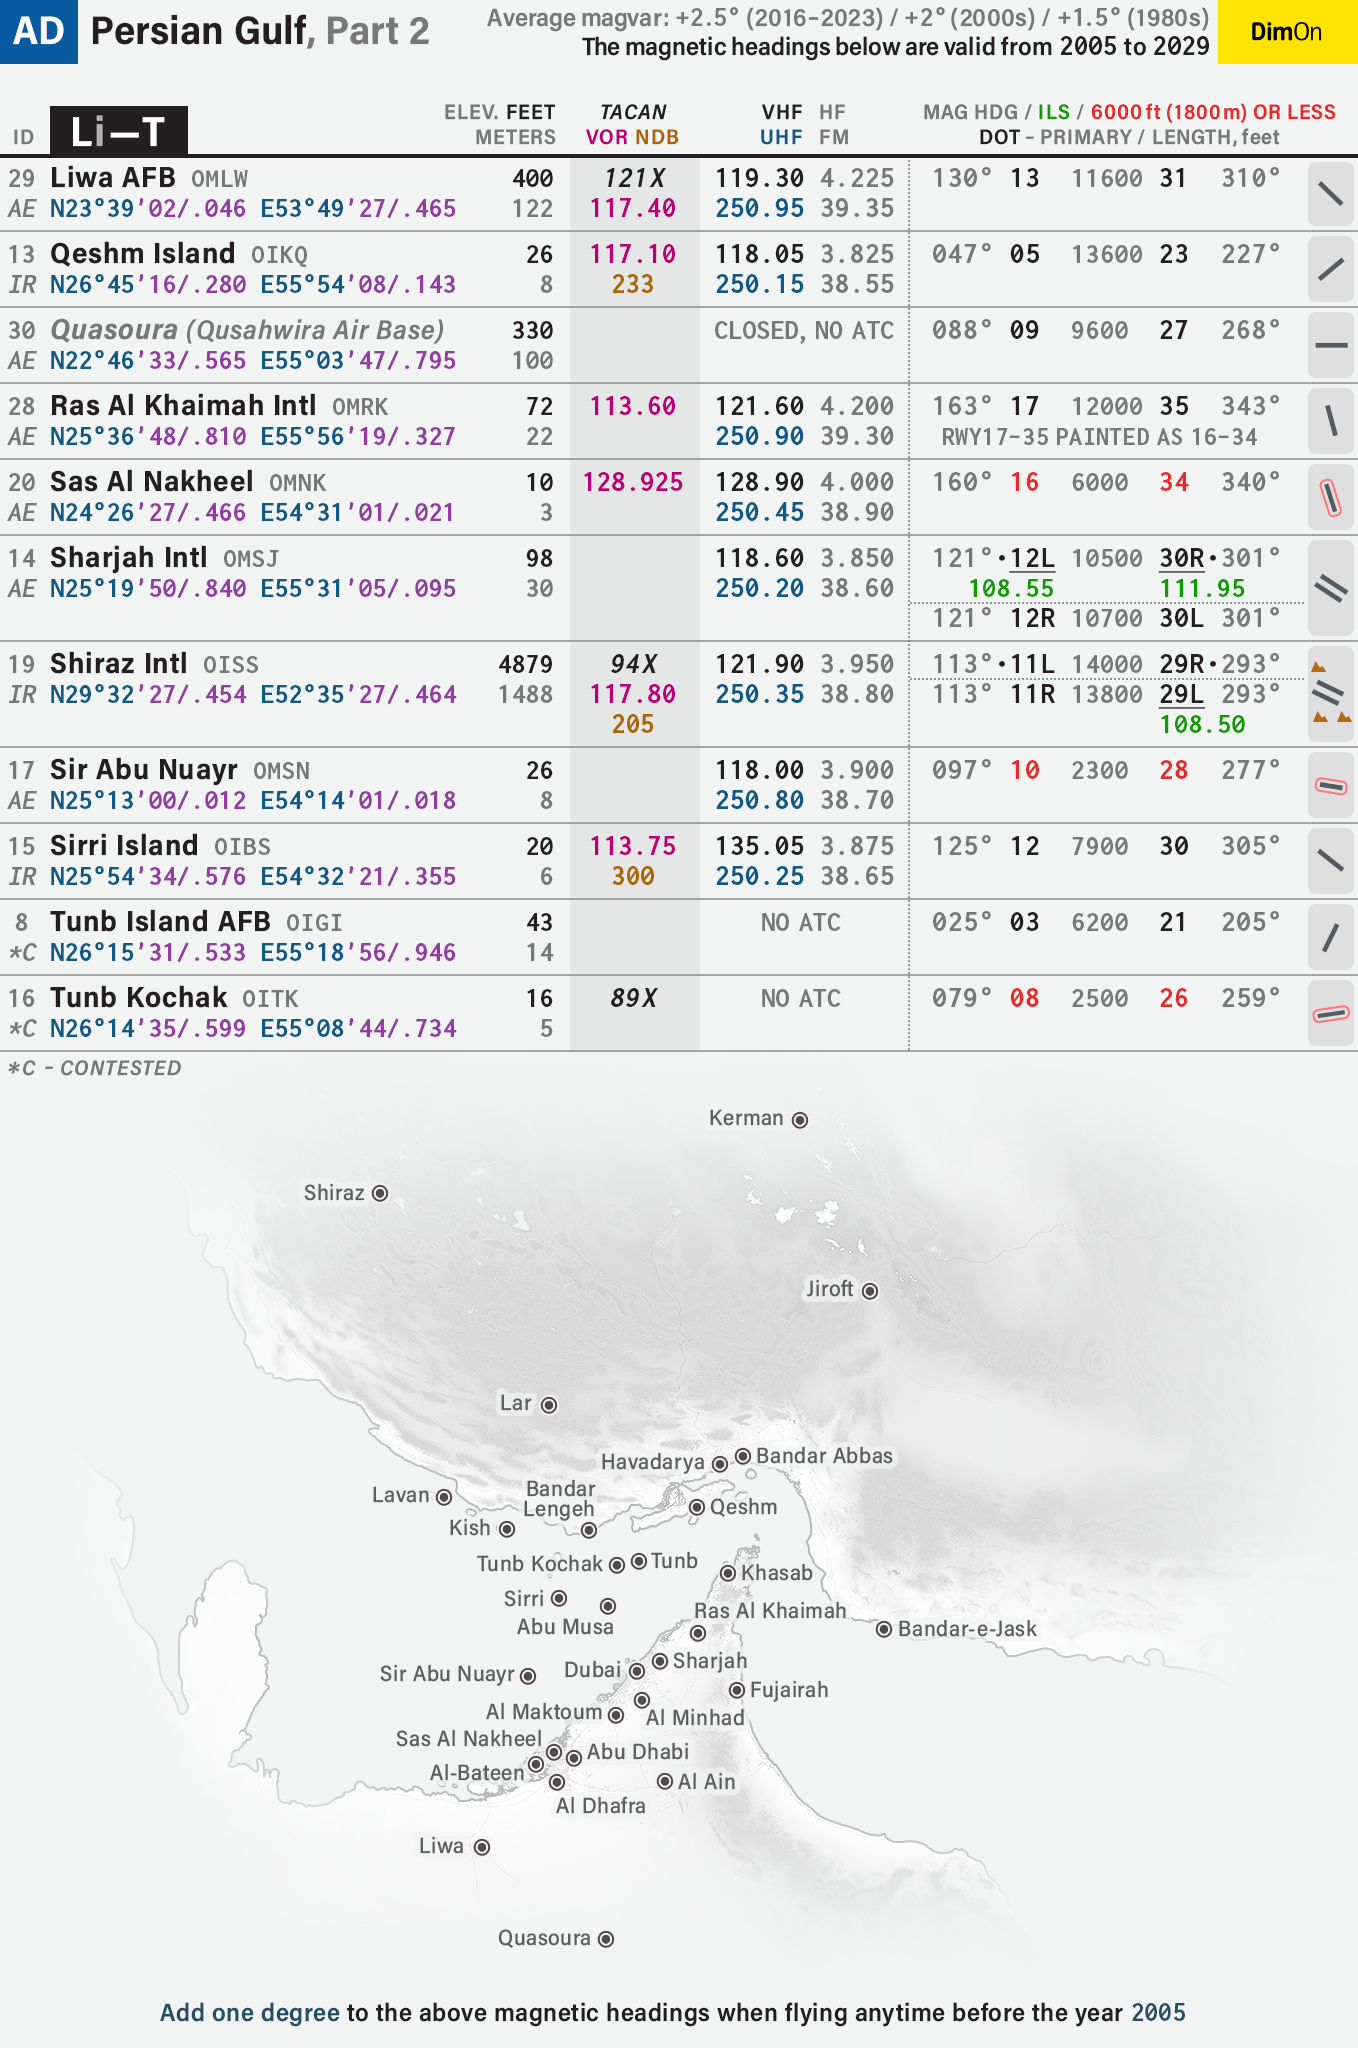 AD Persian Gulf, Part 2
Average magvar: +2.5° (2016-2023) / +2° (2000s) / +1.5° (1980s)
The magnetic headings below are valid from 2005 to 2029
DimOn
ELEV. FEET TACAN VHF HF MAG HDG / ILS / 6000 ft (1800 m) OR LESS
ID Li—T METERS VOR NDB UHF FM DOT - PRIMARY / LENGTH, feet
29 Liwa AFB OMLW 400 121X 119.30 4.225 130° 13 11600 31 310°
AE N23°39'02/.046 E53°49'27/.465 122 117.40 250.95 39.35
13 Qeshm Island OIKQ 26 117.10 118.05 3.825 047° 05 13600 23 227°
IR N26°45'16/.280 E55°54'08/.143 8 233 250.15 38.55
30 Quasoura (Qusahwira Air Base) 330 CLOSED, NO ATC 088° 09 9600 27 268°
AE N22°46'33/.565 E55°03'47/.795 100
28 Ras Al Khaimah Intl OMRK 72 113.60 121.60 4.200 163° 17 12000 35 343°
AE N25°36'48/.810 E55°56'19/.327 22 250.90 39.30 RWY17-35 PAINTED AS 16-34
20 Sas Al Nakheel OMNK 10 128.925 128.90 4.000 160° 16 6000 34 340°
AE N24°26'27/.466 E54°31'01/.021 3 250.45 38.90
14 Sharjah Intl OMSJ 98 118.60 3.850 121°·12L 10500 30R·301°
AE N25°19'50/.840 E55°31'05/.095 30 250.20 38.60 108.55 111.95
121° 12R 10700 30L 301°
19 Shiraz Intl OISS 4879 94X 121.90 3.950 113°·11L 14000 29R·293°
IR N29°32'27/.454 E52°35'27/.464 1488 117.80 250.35 38.80 113° 11R 13800 29L 293°
205 108.50
17 Sir Abu Nuayr OMSN 26 118.00 3.900 097° 10 2300 28 277°
AE N25°13'00/.012 E54°14'01/.018 8 250.80 38.70
15 Sirri Island OIBS 20 113.75 135.05 3.875 125° 12 7900 30 305°
IR N25°54'34/.576 E54°32'21/.355 6 300 250.25 38.65
8 Tunb Island AFB OIGI 43 NO ATC 025° 03 6200 21 205°
*C N26°15'31/.533 E55°18'56/.946 14
16 Tunb Kochak OITK 16 89X NO ATC 079° 08 2500 26 259°
*C N26°14'35/.599 E55°08'44/.734 5
*C - CONTESTED
Kerman
Shiraz
Jiroft
Lar
Havadarya
Bandar Abbas
Lavan
Bandar
Lengeh
Qeshm
Kish
Tunb Kochak
Tunb
Khasab
Sirri
Abu Musa
Ras Al Khaimah
Bandar-e-Jask
Sir Abu Nuayr
Dubai
Sharjah
Fujairah
Al Maktoum
Al Minhad
Sas Al Nakheel
Abu Dhabi
Al-Bateen
Al Ain
Al Dhafra
Liwa
Quasoura
Add one degree to the above magnetic headings when flying anytime before the year 2005